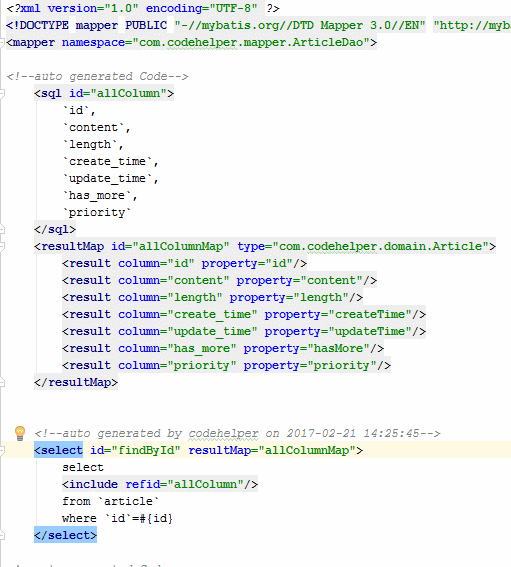 <?xml version="1.0" encoding="UTF-8" ?>
<!DOCTYPE mapper PUBLIC "-//mybatis.org//DTD Mapper 3.0//EN" "http://myb
<mapper namespace="com.codehelper.mapper.ArticleDao">
<!--auto generated Code-->
<sql id="allColumn">
`id`,
`content`,
`length`,
`create_time`,
`update_time`,
`has_more`,
`priority`
</sql>
<resultMap id="allColumnMap" type="com.codehelper.domain.Article">
<result column="id" property="id"/>
<result column="content" property="content"/>
<result column="length" property="length"/>
<result column="create_time" property="createTime"/>
<result column="update_time" property="updateTime"/>
<result column="has_more" property="hasMore"/>
<result column="priority" property="priority"/>
</resultMap>
<!--auto generated by codehelper on 2017-02-21 14:25:45-->
<select id="findById" resultMap="allColumnMap">
select
<include refid="allColumn"/>
from `article`
where `id`=#{id}
</select>